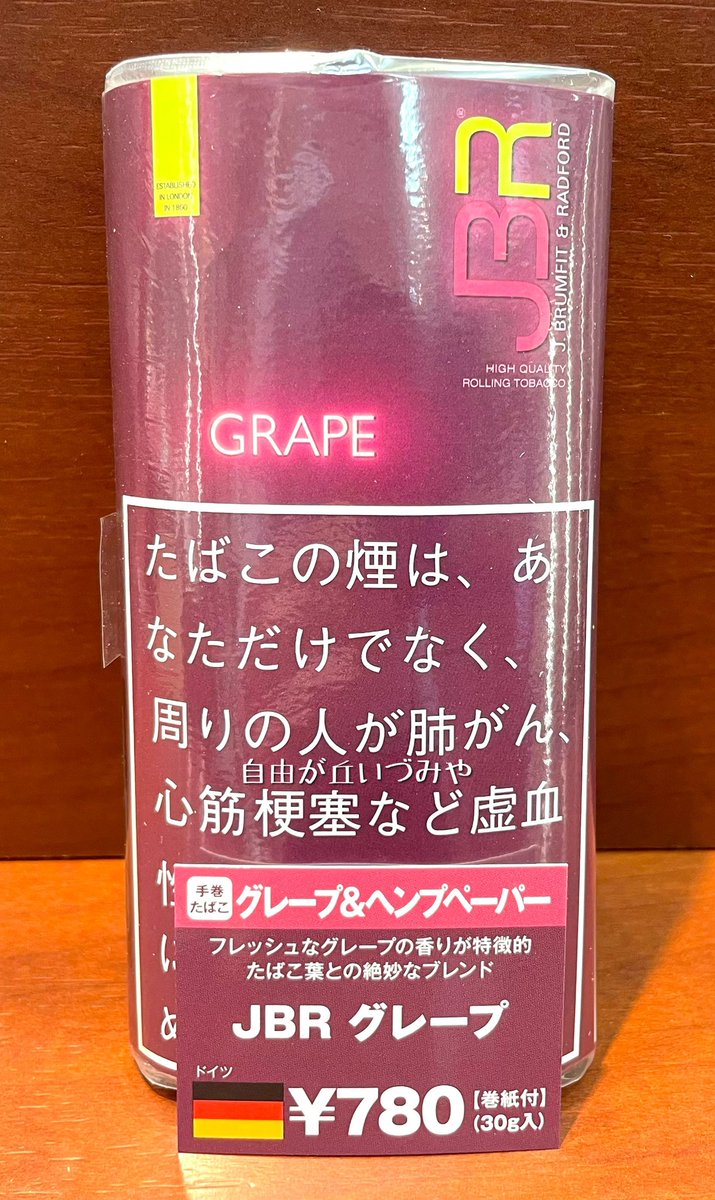 ESTABLISHED
IN LONDON
IN 1860
JBR®
J. BRUMFIT & RADFORD
HIGH QUALITY
ROLLING TOBACCO
GRAPE
たばこの煙は、あ
なただけでなく、
周りの人が肺がん、
自由が丘いづみや
心筋梗塞など虚血
手巻
たばこ
グレープ&ヘンプペーパー
フレッシュなグレープの香りが特徴的
たばこ葉との絶妙なブレンド
JBR グレープ
ドイツ
¥780
【巻紙付】
(30g入)